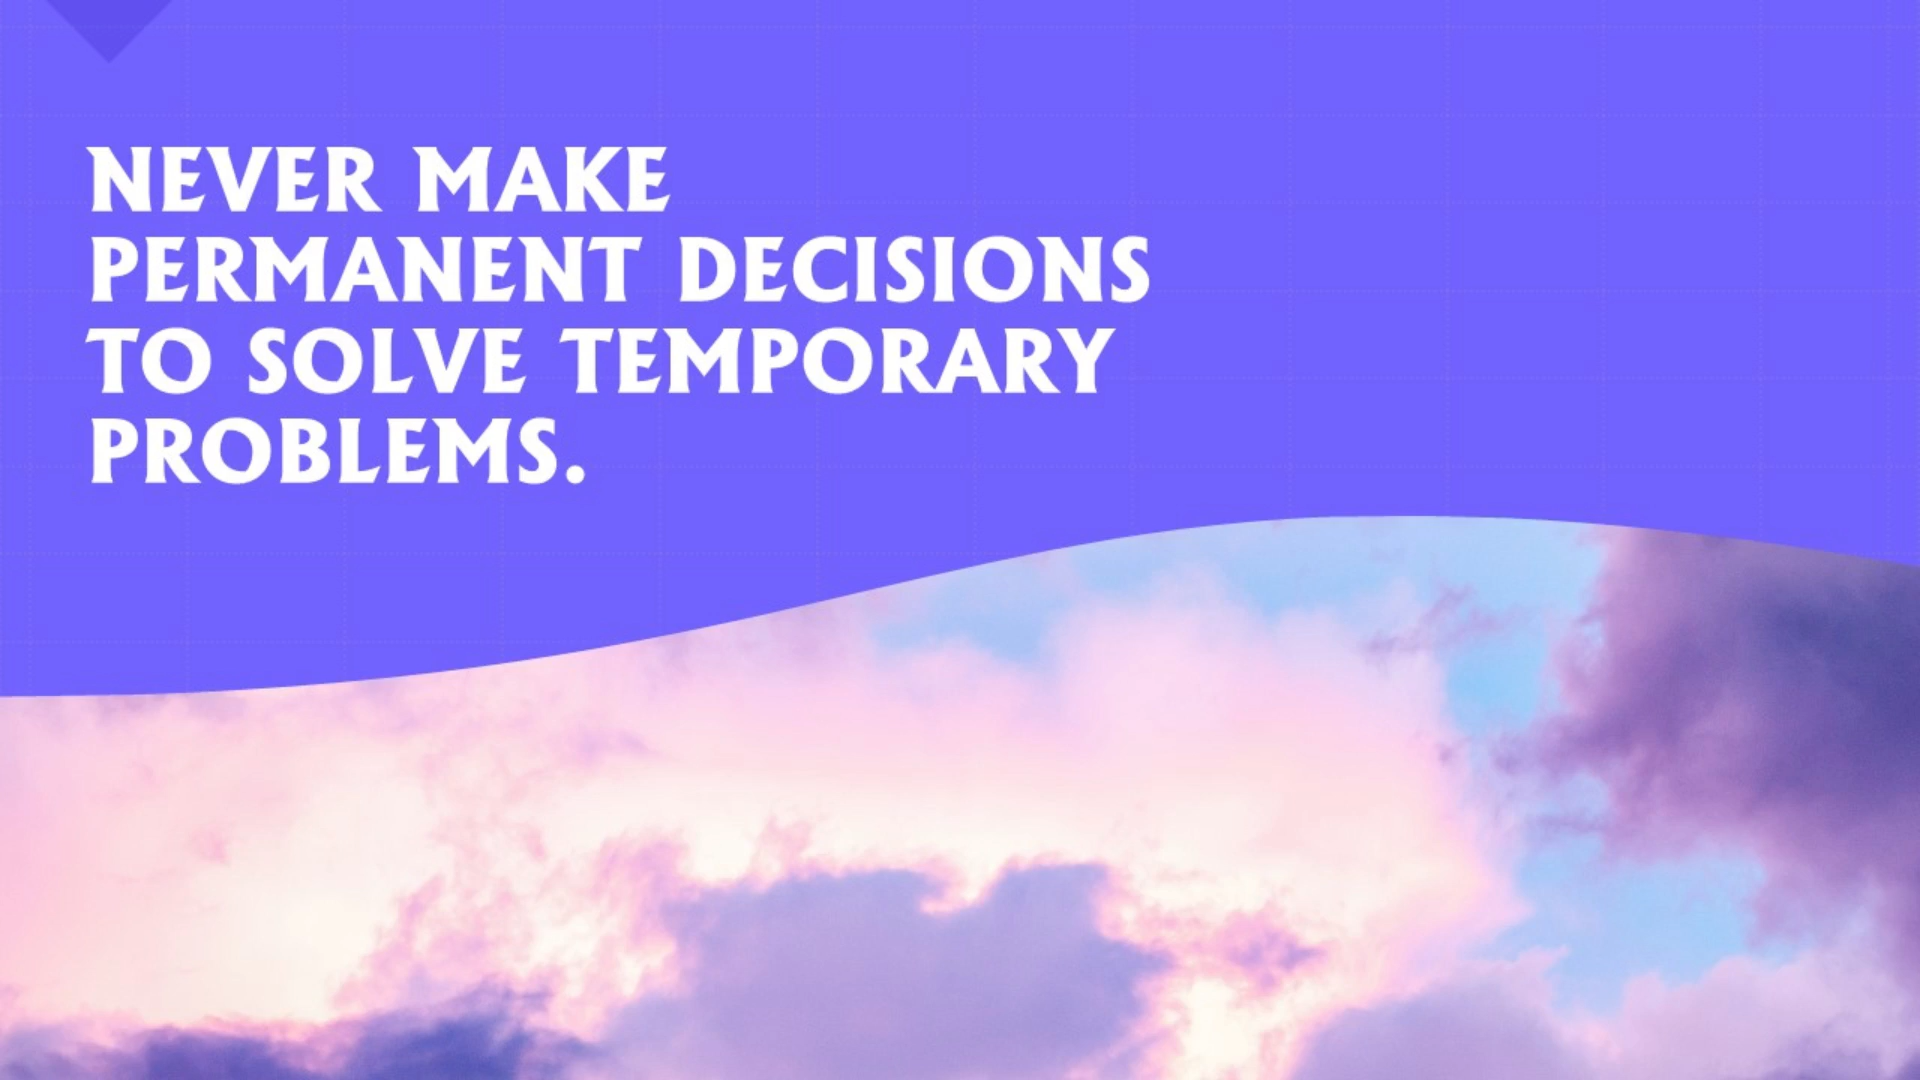 NEVER MAKE
PERMANENT DECISIONS
TO SOLVE TEMPORARY
PROBLEMS.